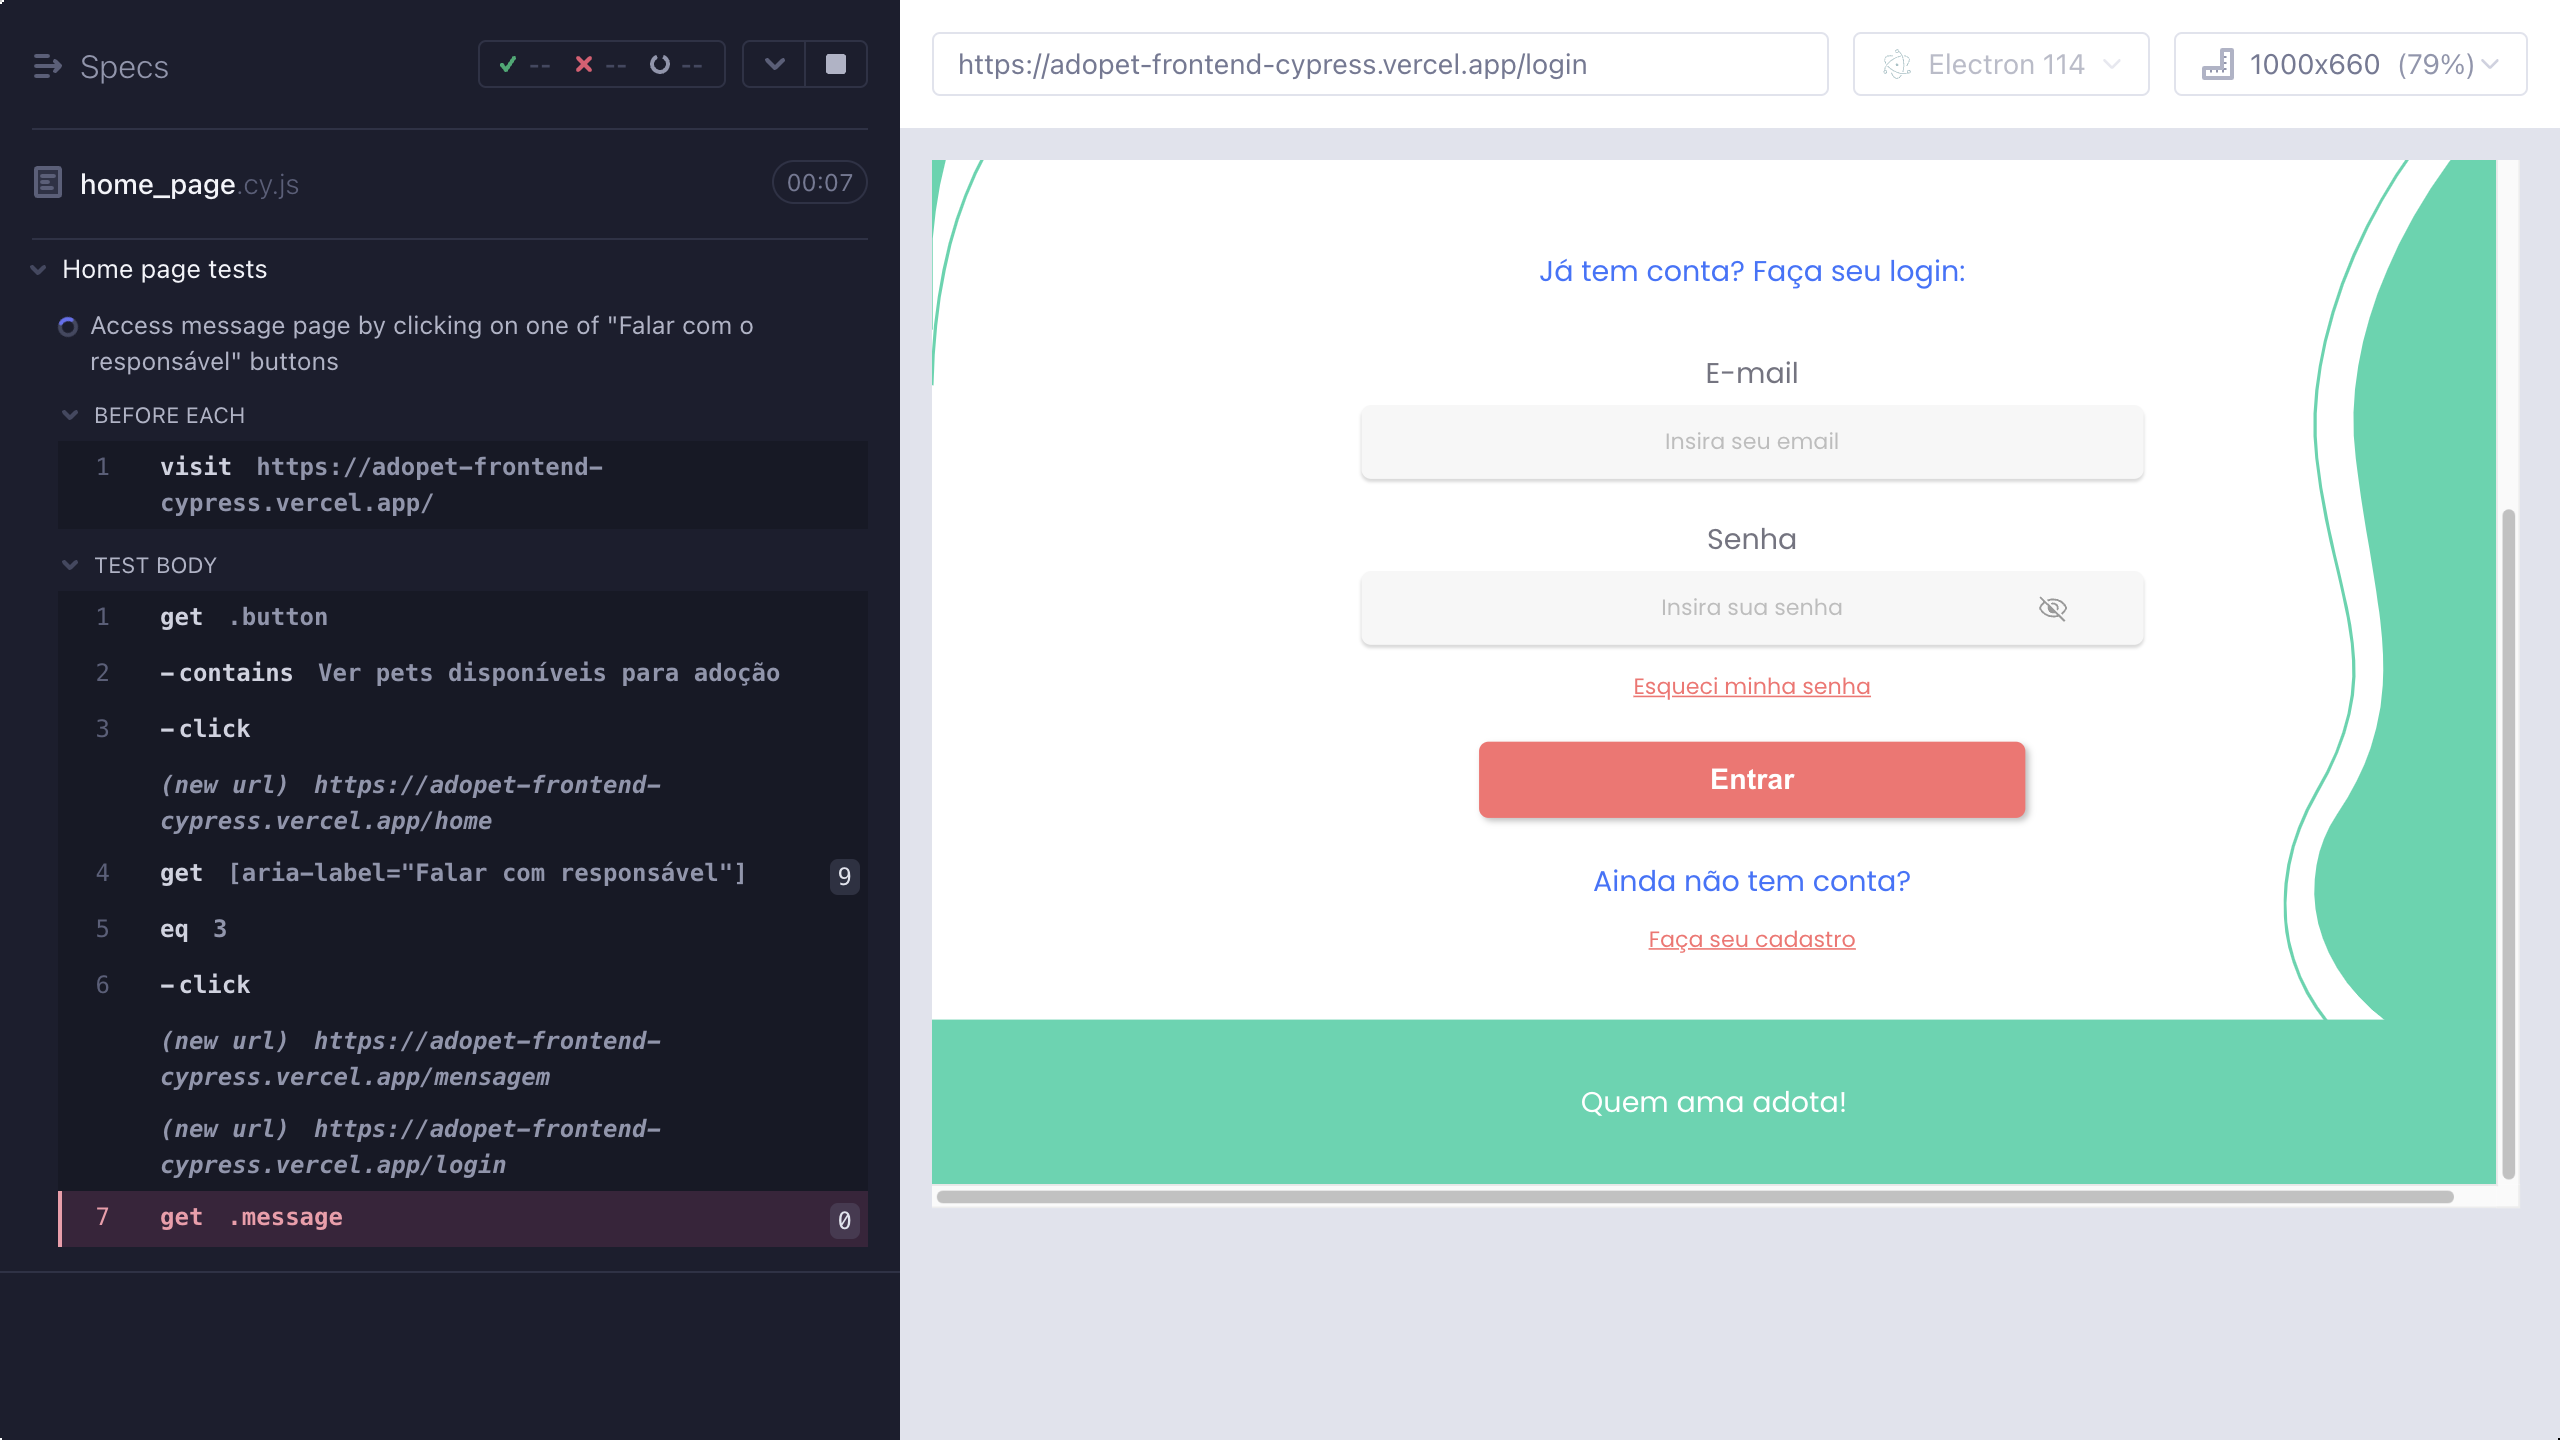 Specs
-- -- --
home_page.cy.js 00:07
Home page tests
Access message page by clicking on one of "Falar com o
responsável" buttons
BEFORE EACH
1 visit https://adopet-frontend-
cypress.vercel.app/
TEST BODY
1 get .button
2 -contains Ver pets disponíveis para adoção
3 -click
(new url) https://adopet-frontend-
cypress.vercel.app/home
4 get [aria-label="Falar com responsável"] 9
5 eq 3
6 -click
(new url) https://adopet-frontend-
cypress.vercel.app/mensagem
(new url) https://adopet-frontend-
cypress.vercel.app/login
7 get .message 0
https://adopet-frontend-cypress.vercel.app/login
Electron 114
1000x660 (79%)
Já tem conta? Faça seu login:
E-mail
Insira seu email
Senha
Insira sua senha
Esqueci minha senha
Entrar
Ainda não tem conta?
Faça seu cadastro
Quem ama adota!